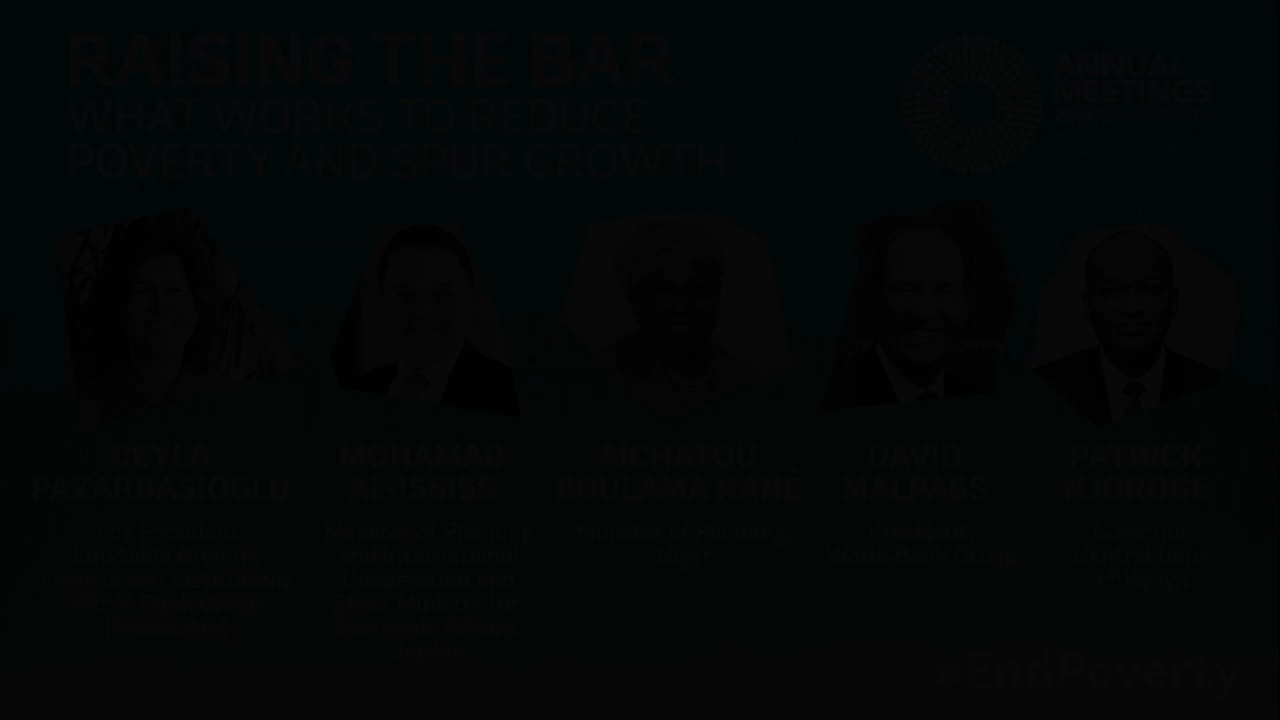 RAISING THE BAR
WHAT WORKS TO REDUCE
POVERTY AND SPUR GROWTH
ANNUAL
MEETINGS
CEYLA
PAZARBASIOGLU
Vice President,
Equitable Growth,
Finance and Institutions
World Bank Group
[Moderator]
MOHAMAD
AL-ISSISS
Minister of Planning
and International
Cooperation and
State Minister for
Economic Affairs,
Jordan
AÏCHATOU
BOULAMA KANÉ
Minister of Planning,
Niger
DAVID
MALPASS
President,
World Bank Group
PATRICK
NJOROGE
Governor,
Central Bank
of Kenya
#EndPoverty